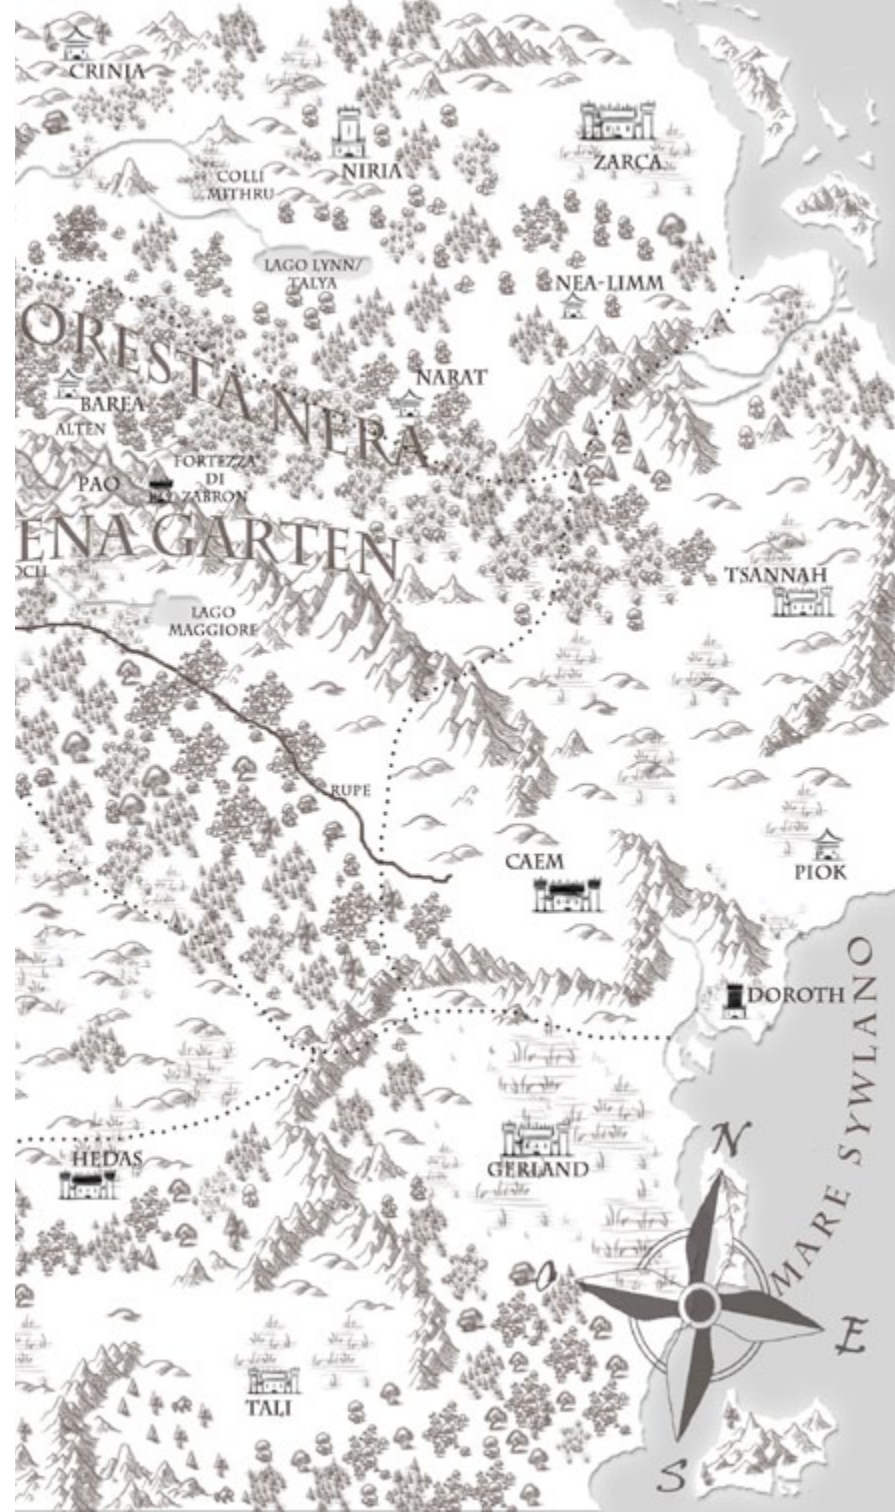 CRINIA
NIRIA
ZARCA
COLLI
MITHRU
LAGO LYNN/
TALYA
NEA-LIMM
ORESTA NERA
NARAT
BAREA
ALTEN
PAO
FORTEZZA
DI
ZABRON
ENA GARTEN
OCH
LAGO
MAGGIORE
TSANNAH
RUPE
CAEM
PIOK
DOROTH
MARE SYWLANO
HEDAS
GERLAND
N
O
E
S
TALI